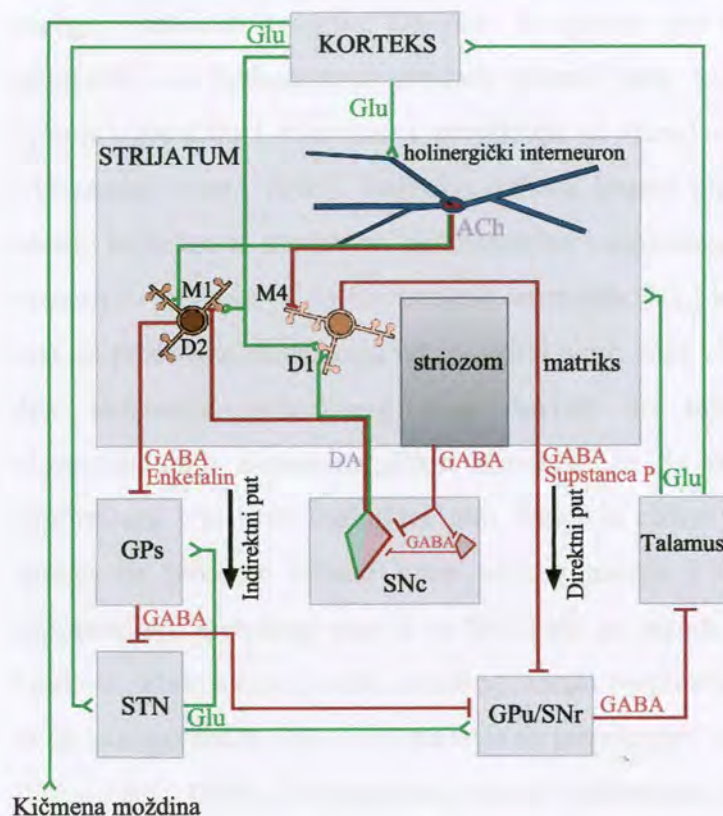 Glu
KORTEKS
Glu
STRIJATUM
holinergički interneuron
ACh
M1
M4
D2
D1
striozom
matriks
DA
GABA
Enkefalin
GABA
GABA
Supstanca P
Glu
GPs
Indirektni put
GABA
SNc
Direktni put
Talamus
GABA
STN
Glu
GPu/SNr
GABA
Kičmena moždina